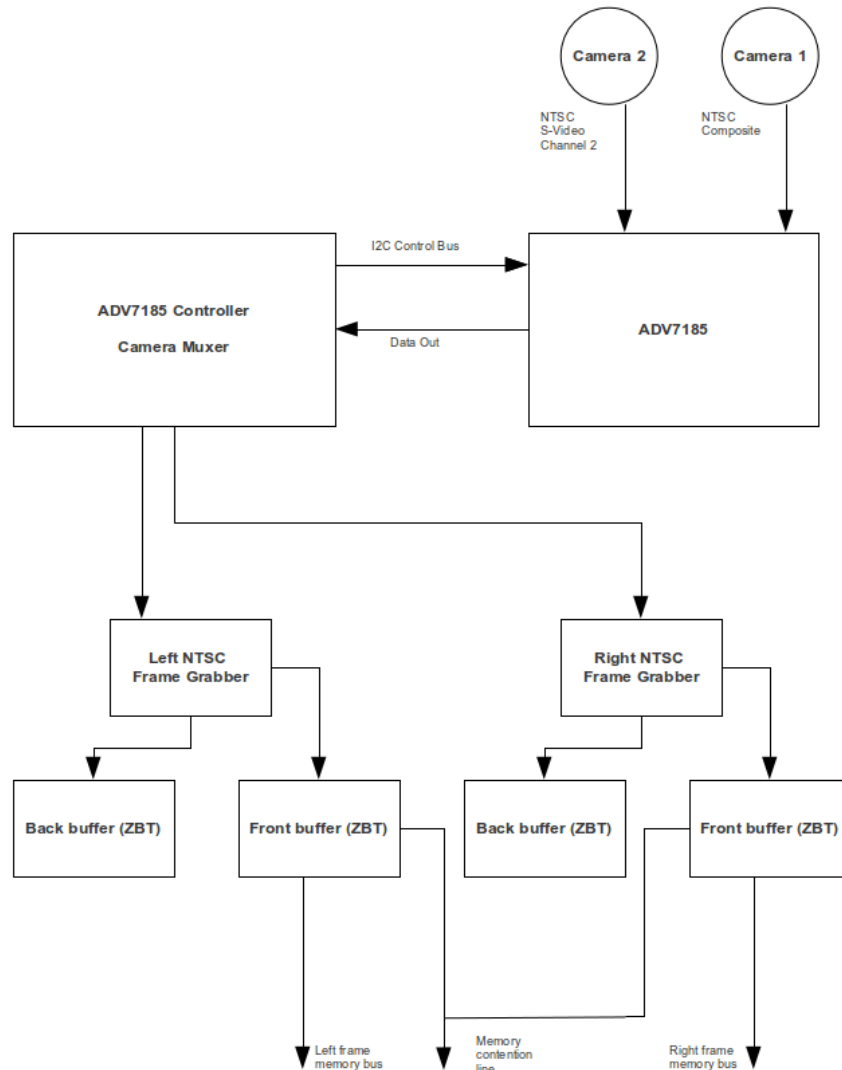 Camera 2
Camera 1
NTSC
S-Video
Channel 2
NTSC
Composite
I2C Control Bus
ADV7185 Controller
Camera Muxer
ADV7185
Data Out
Left NTSC
Frame Grabber
Right NTSC
Frame Grabber
Back buffer (ZBT)
Front buffer (ZBT)
Back buffer (ZBT)
Front buffer (ZBT)
Left frame
memory bus
Memory
contention
line
Right frame
memory bus